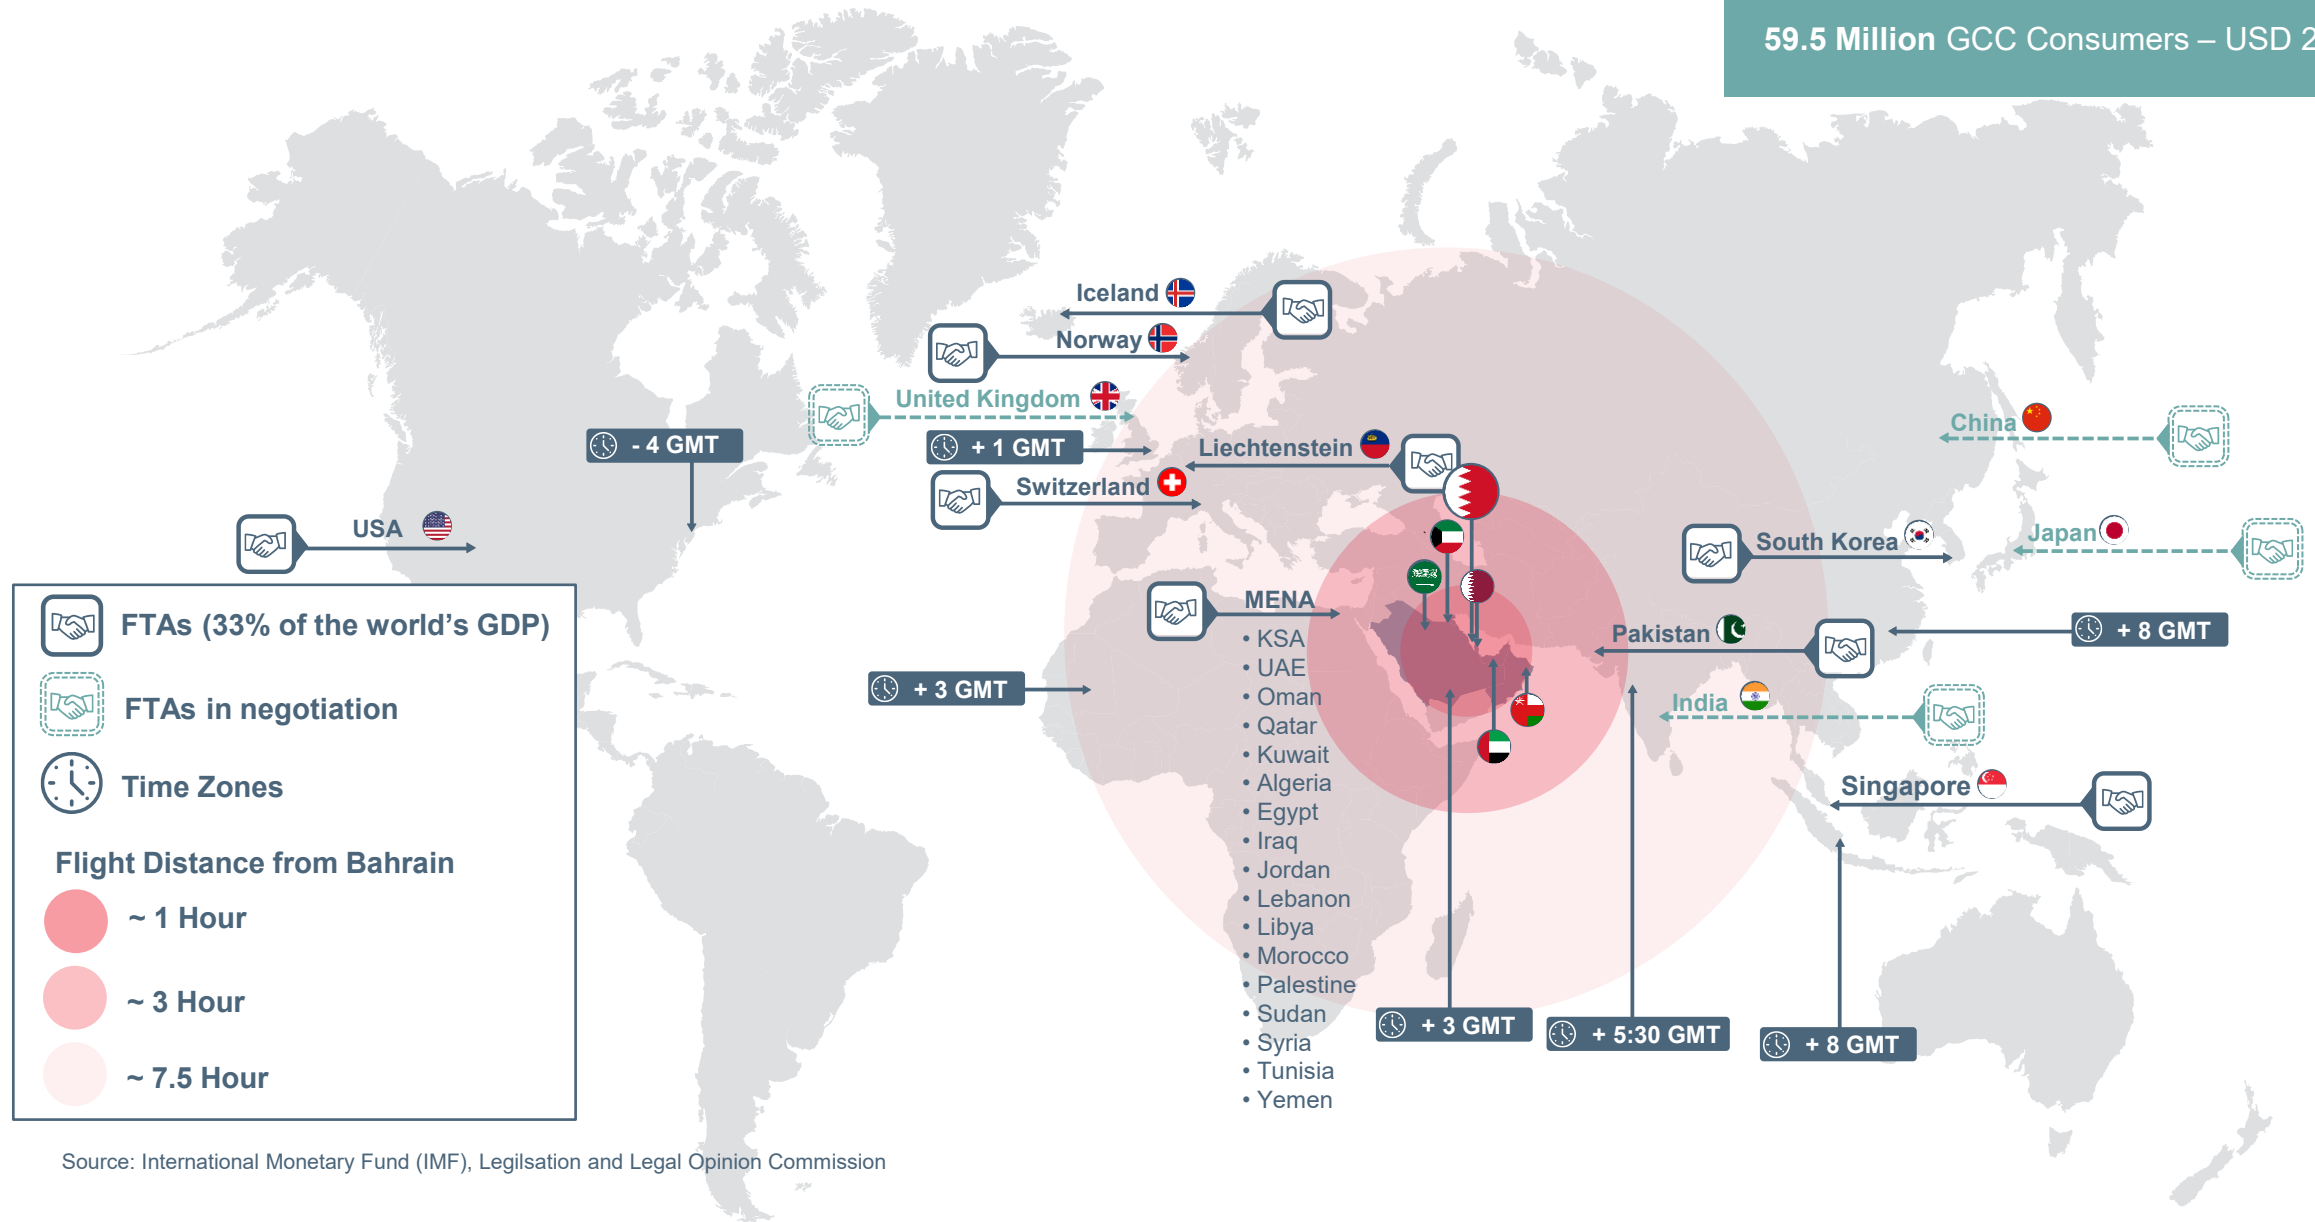 59.5 Million GCC Consumers – USD 2
Iceland
Norway
United Kingdom
- 4 GMT
+ 1 GMT
Liechtenstein
Switzerland
China
USA
South Korea
Japan
MENA
• KSA
• UAE
• Oman
• Qatar
• Kuwait
• Algeria
• Egypt
• Iraq
• Jordan
• Lebanon
• Libya
• Morocco
• Palestine
• Sudan
• Syria
• Tunisia
• Yemen
Pakistan
+ 8 GMT
+ 3 GMT
India
Singapore
+ 3 GMT
+ 5:30 GMT
+ 8 GMT
FTAs (33% of the world’s GDP)
FTAs in negotiation
Time Zones
Flight Distance from Bahrain
~ 1 Hour
~ 3 Hour
~ 7.5 Hour
Source: International Monetary Fund (IMF), Legilsation and Legal Opinion Commission